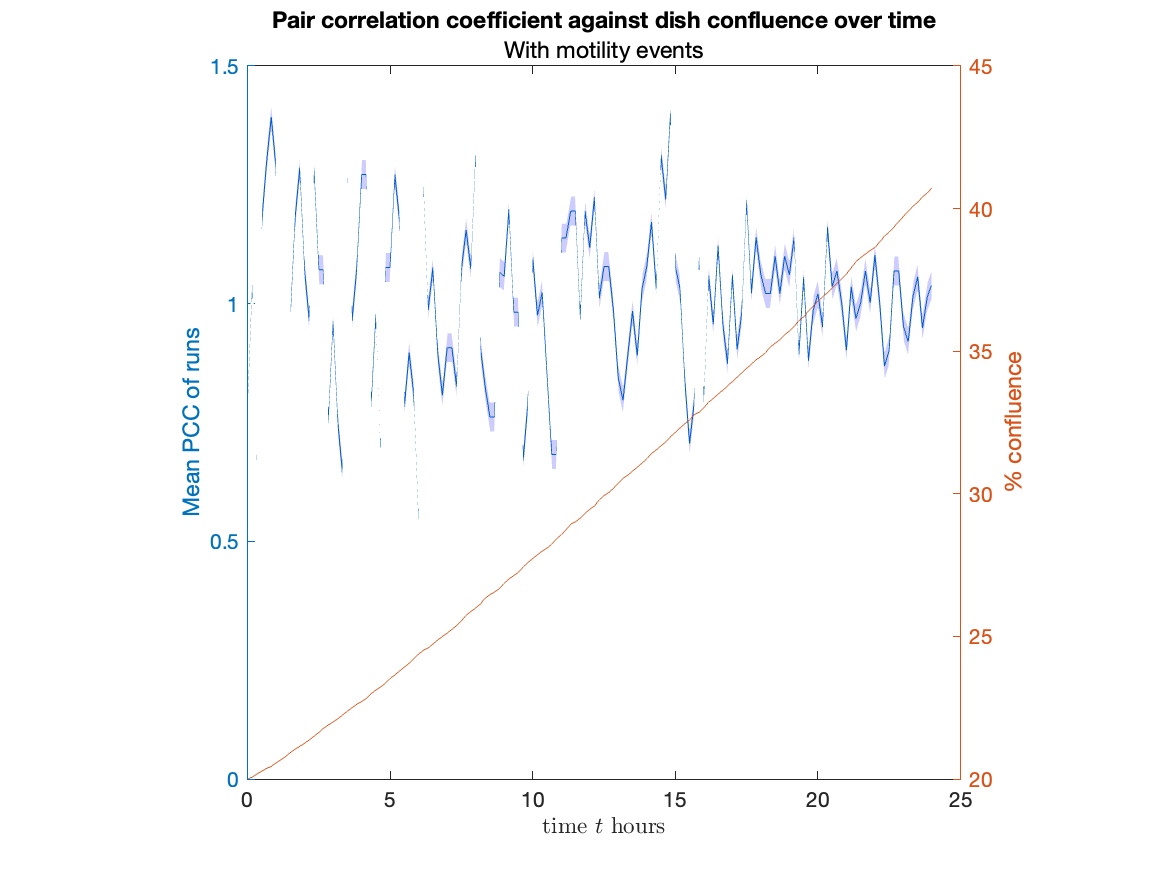 Pair correlation coefficient against dish confluence over time
With motility events
1.5
1
0.5
0
Mean PCC of runs
45
40
35
30
25
20
% confluence
0 5 10 15 20 25
time t hours